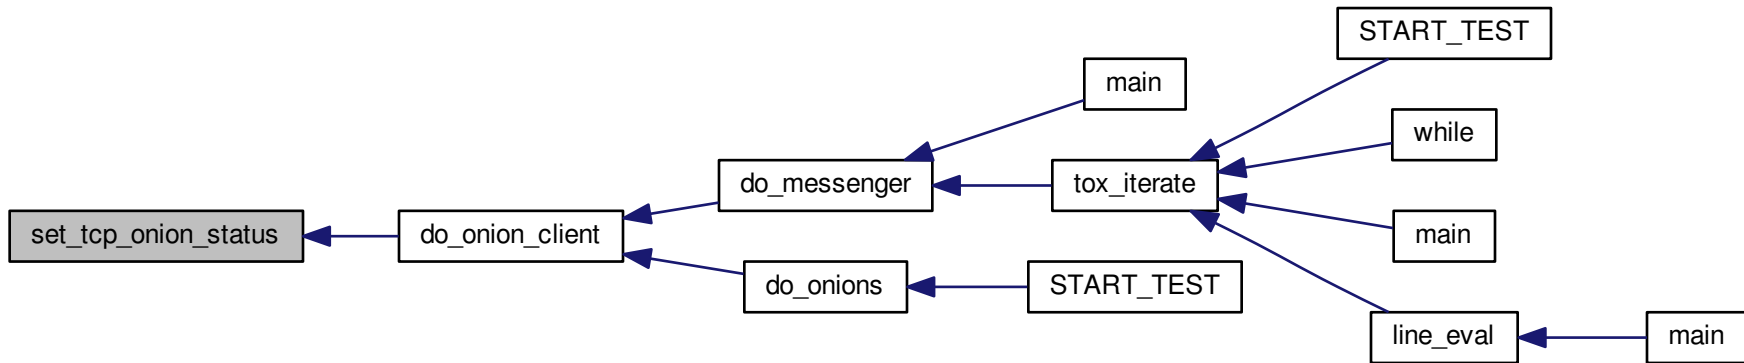 START_TEST
main
while
do_messenger
tox_iterate
set_tcp_onion_status
do_onion_client
main
do_onions
START_TEST
line_eval
main